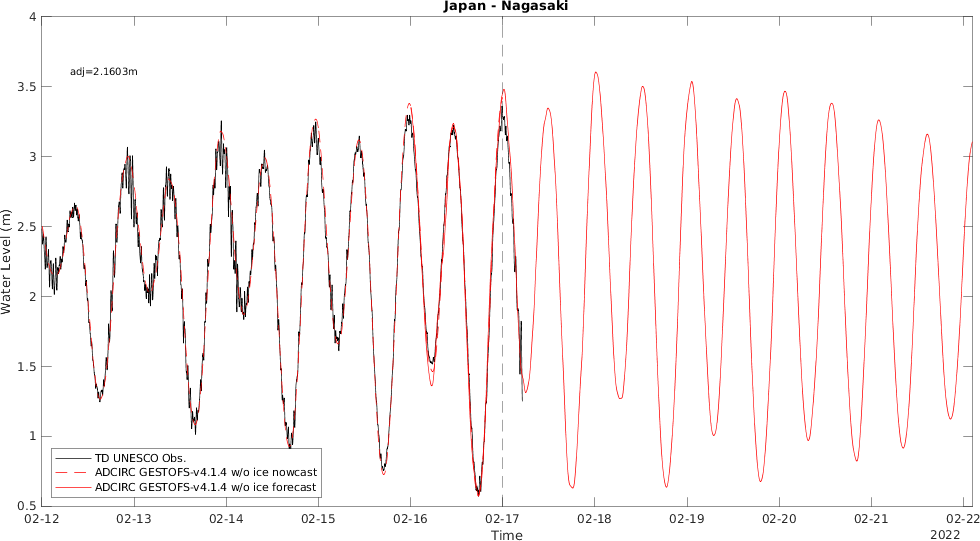 Japan - Nagasaki
adj=2.1603m
Water Level (m)
4
3.5
3
2.5
2
1.5
1
0.5
TD UNESCO Obs.
ADCIRC GESTOFS-v4.1.4 w/o ice nowcast
ADCIRC GESTOFS-v4.1.4 w/o ice forecast
02-12 02-13 02-14 02-15 02-16 02-17 02-18 02-19 02-20 02-21 02-22
Time
2022